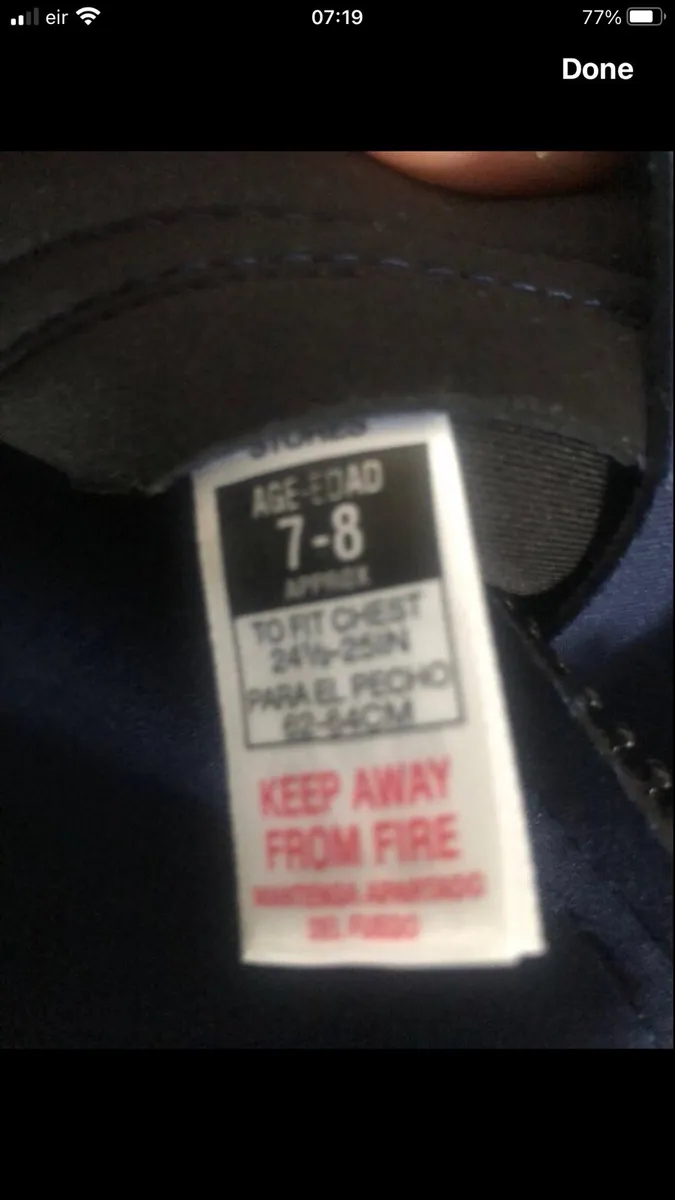 eir
07:19
77%
Done
STORES
AGE-EDAD
7-8
APPROX
TO FIT CHEST
24½-25IN
PARA EL PECHO
62-64CM
KEEP AWAY
FROM FIRE
MANTENGA APARTADO
DEL FUEGO